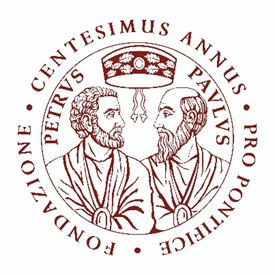 FONDAZIONE • CENTESIMUS ANNUS • PRO PONTIFICE •
PETRVS
PAVLVS